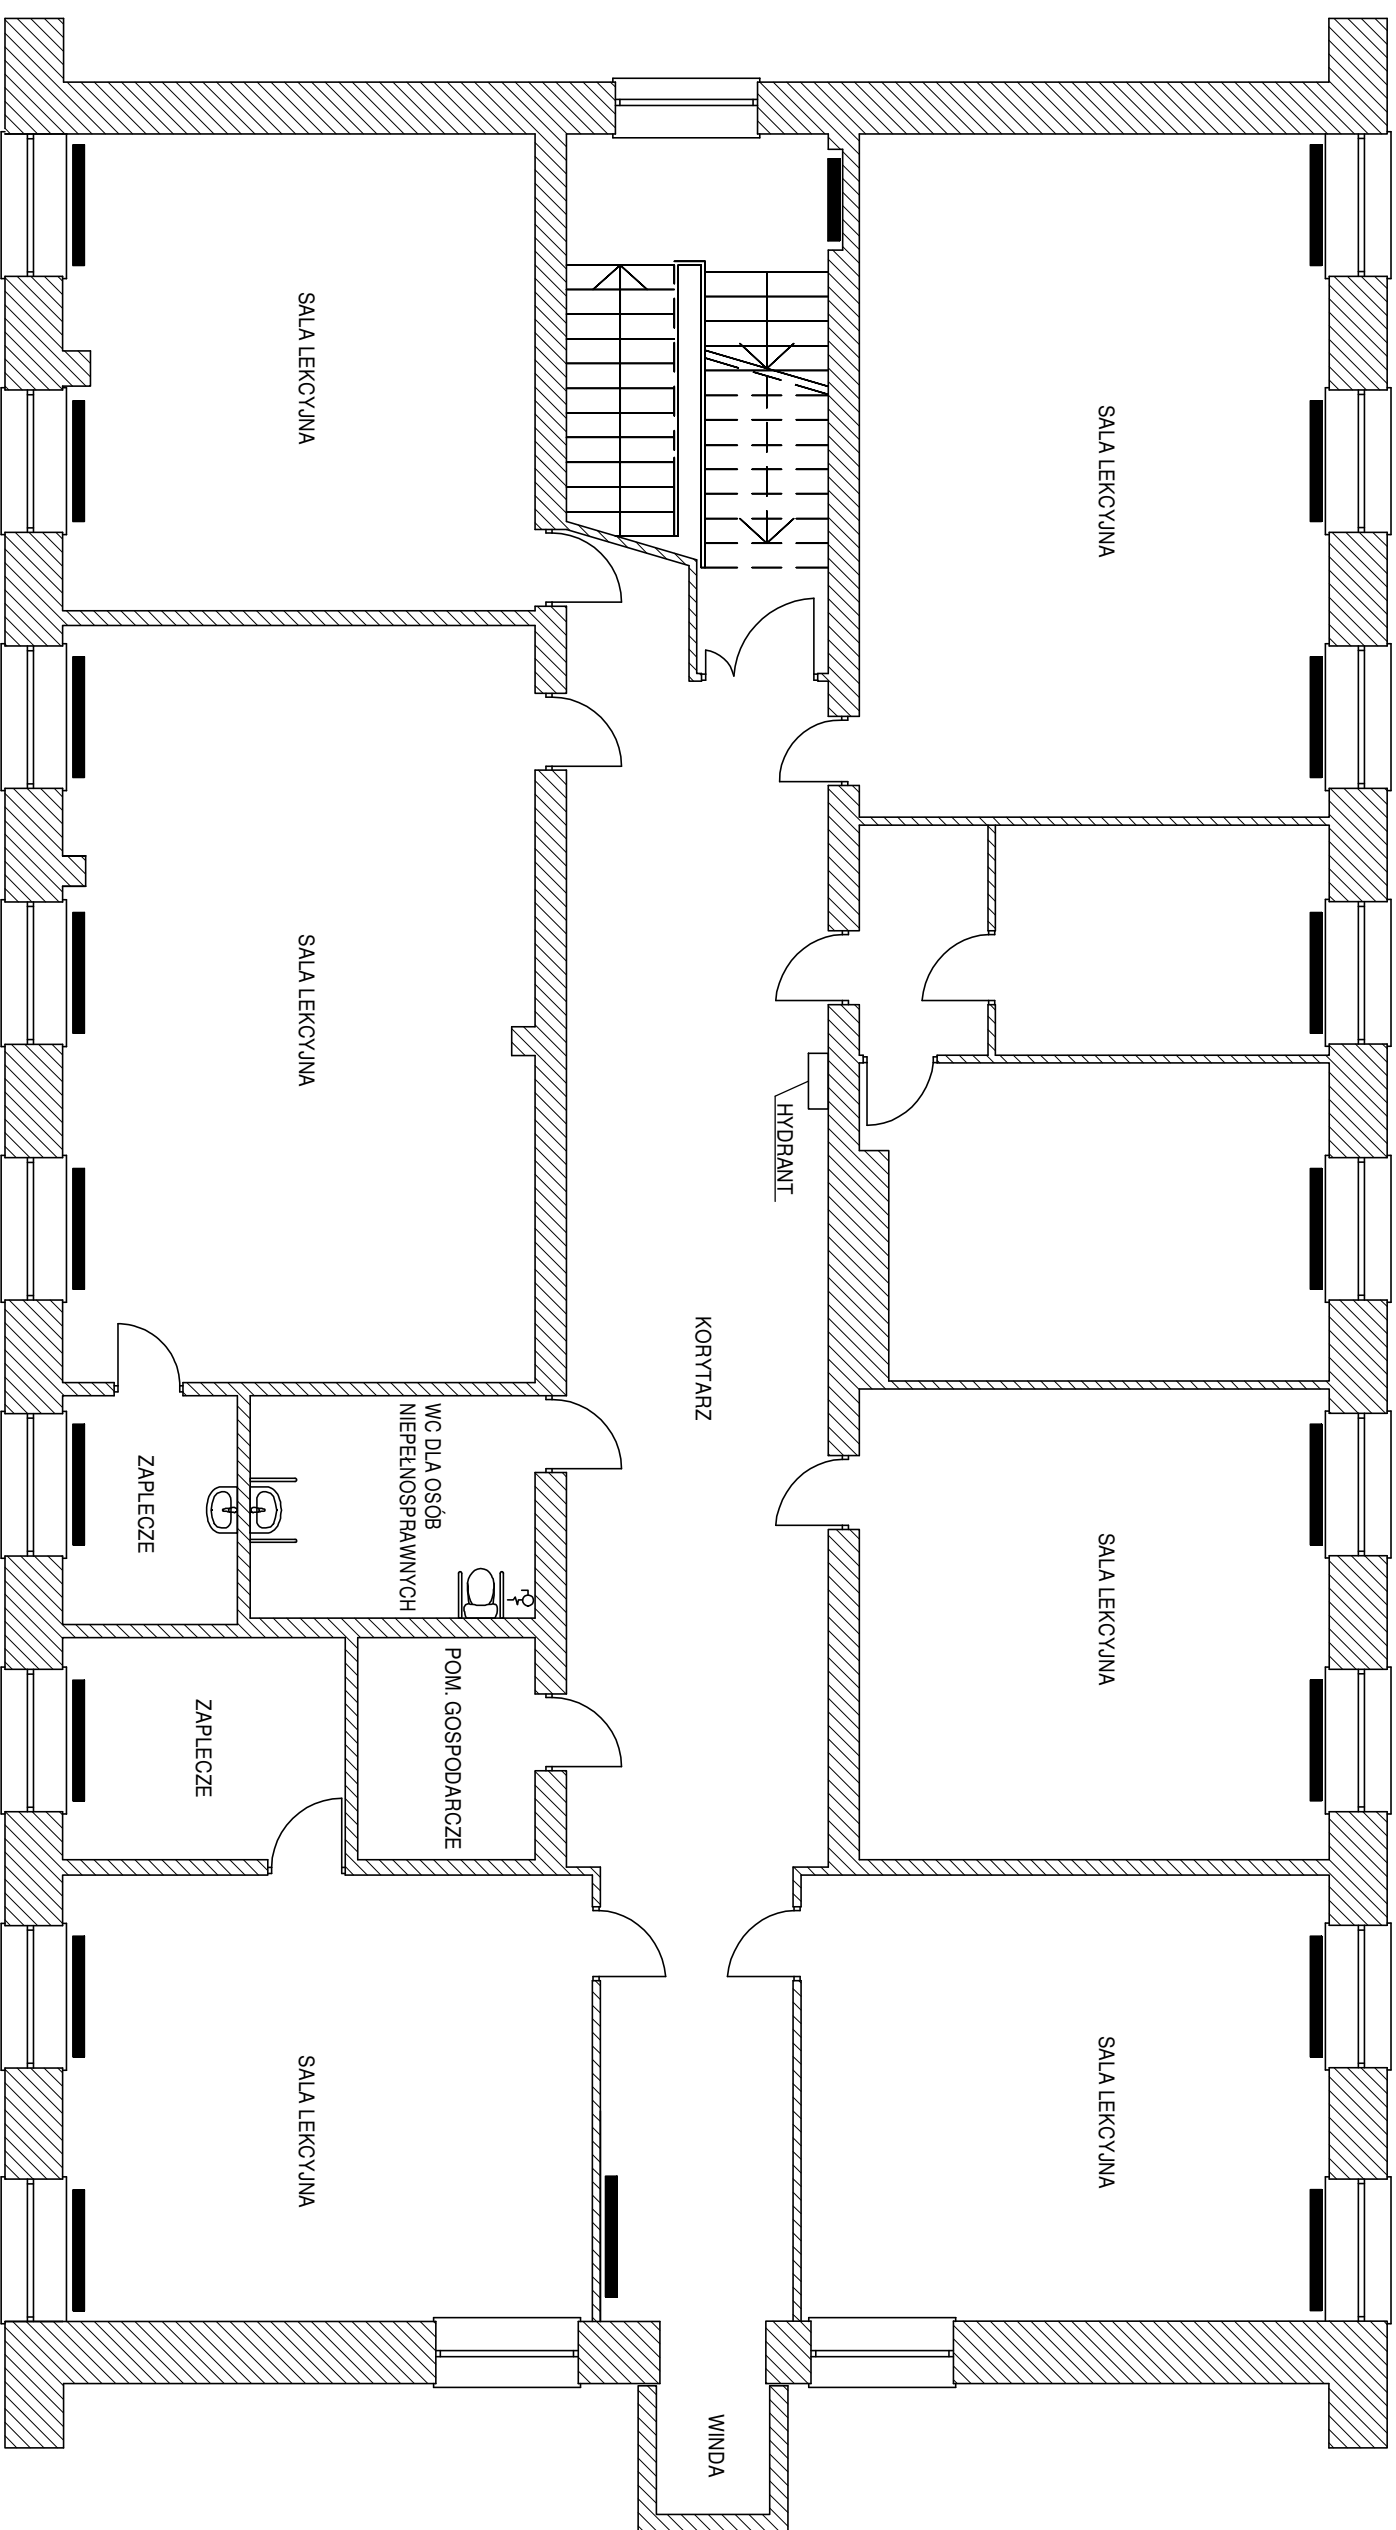 SALA LEKCYJNA
SALA LEKCYJNA
SALA LEKCYJNA
HYDRANT
KORYTARZ
WC DLA OSÓB
NIEPEŁNOSPRAWNYCH
ZAPLECZE
SALA LEKCYJNA
POM. GOSPODARCZE
ZAPLECZE
SALA LEKCYJNA
SALA LEKCYJNA
WINDA